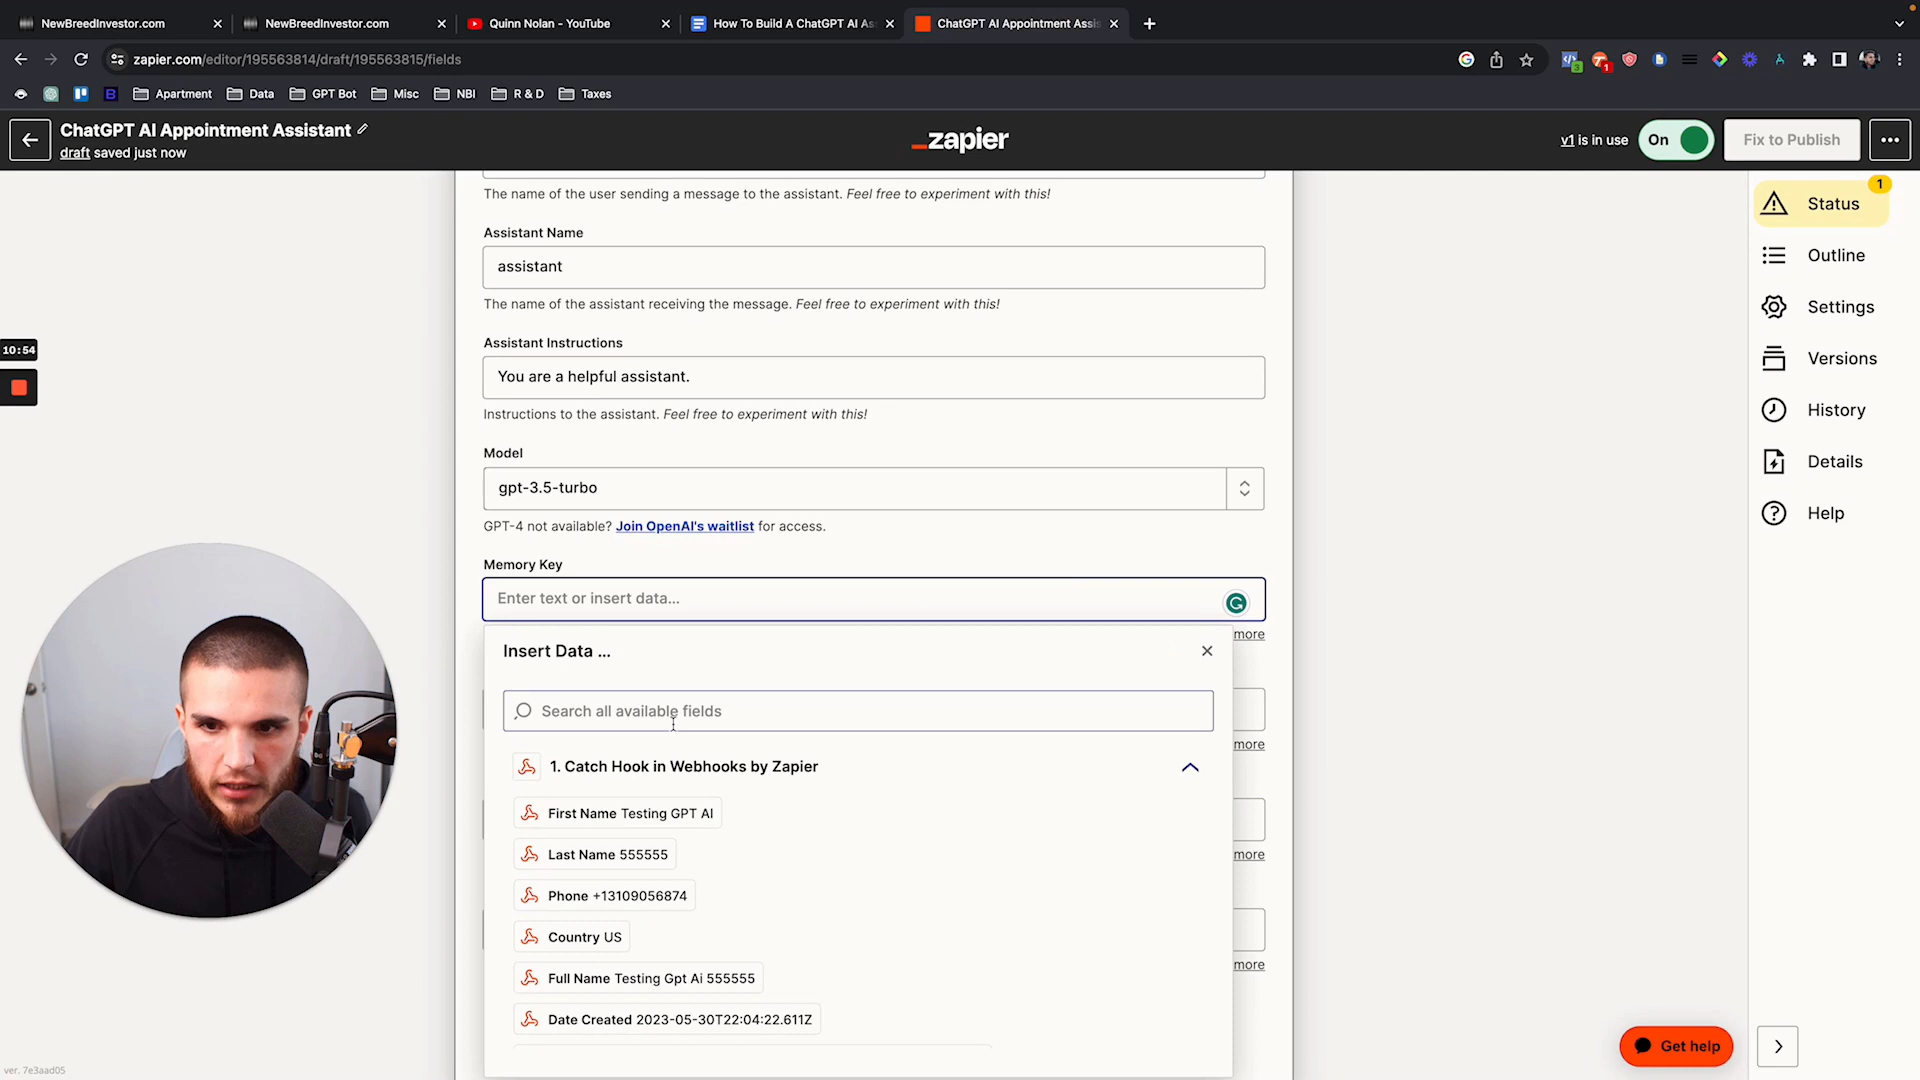 NewBreedInvestor.com
NewBreedInvestor.com
Quinn Nolan - YouTube
How To Build A ChatGPT AI As
ChatGPT AI Appointment Assis
zapier.com/editor/195563814/draft/195563815/fields
3
1
B
Apartment
Data
GPT Bot
Misc
NBI
R & D
Taxes
ChatGPT AI Appointment Assistant
draft saved just now
_zapier
v1 is in use
On
Fix to Publish
The name of the user sending a message to the assistant. Feel free to experiment with this!
Assistant Name
assistant
The name of the assistant receiving the message. Feel free to experiment with this!
Assistant Instructions
You are a helpful assistant.
Instructions to the assistant. Feel free to experiment with this!
Model
gpt-3.5-turbo
GPT-4 not available? Join OpenAI's waitlist for access.
Memory Key
Enter text or insert data...
more
Insert Data ...
Search all available fields
more
1. Catch Hook in Webhooks by Zapier
First Name Testing GPT AI
Last Name 555555
more
Phone +13109056874
Country US
more
Full Name Testing Gpt Ai 555555
Date Created 2023-05-30T22:04:22.611Z
1
Status
Outline
Settings
Versions
History
Details
Help
10:54
Get help
ver. 7e3aad05